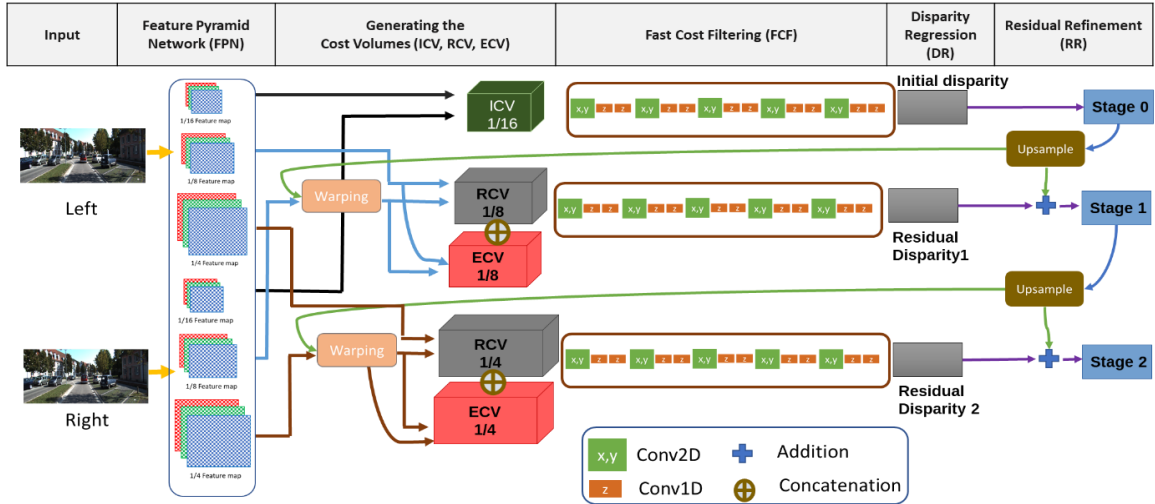 Input
Feature Pyramid
Network (FPN)
Generating the
Cost Volumes (ICV, RCV, ECV)
Fast Cost Filtering (FCF)
Disparity
Regression
(DR)
Residual Refinement
(RR)
1/16 Feature map
ICV
1/16
x,y z z x,y z z x,y z z x,y z z x,y z z
Initial disparity
Stage 0
Left
1/8 Feature map
Upsample
Warping
RCV
1/8
x,y z z x,y z z x,y z z x,y z z x,y z z
Stage 1
1/4 Feature map
ECV
1/8
Residual
Disparity1
1/16 Feature map
Upsample
Right
1/8 Feature map
Warping
RCV
1/4
x,y z z x,y z z x,y z z x,y z z x,y z z
Stage 2
ECV
1/4
Residual
Disparity 2
1/4 Feature map
x,y Conv2D
Addition
z Conv1D
Concatenation